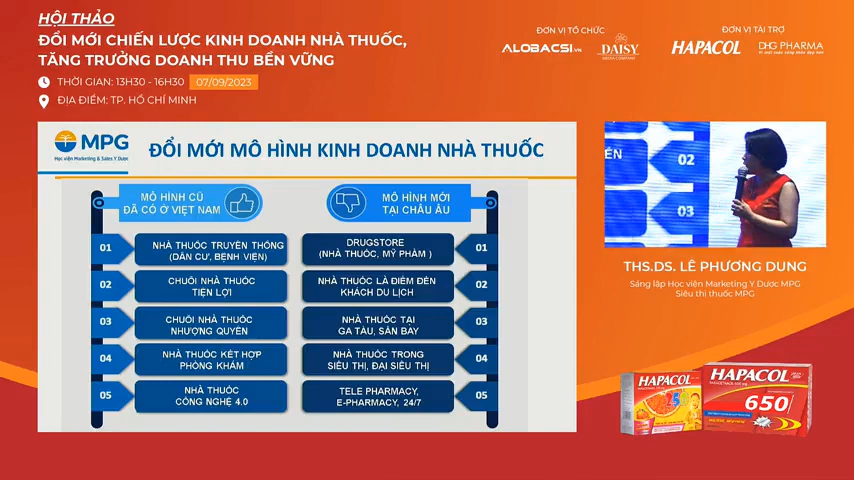 HỘI THẢO
ĐỔI MỚI CHIẾN LƯỢC KINH DOANH NHÀ THUỐC,
TĂNG TRƯỞNG DOANH THU BỀN VỮNG
THỜI GIAN: 13H30 - 16H30 07/09/2023
ĐỊA ĐIỂM: TP. HỒ CHÍ MINH
ĐƠN VỊ TỔ CHỨC
ALOBACSI.VN
DAISY
MEDIA COMPANY
ĐƠN VỊ TÀI TRỢ
HAPACOL
DHG PHARMA
MPG
Học viện Marketing & Sales Y Dược
ĐỔI MỚI MÔ HÌNH KINH DOANH NHÀ THUỐC
MÔ HÌNH CŨ
ĐÃ CÓ Ở VIỆT NAM
MÔ HÌNH MỚI
TẠI CHÂU ÂU
01
NHÀ THUỐC TRUYỀN THỐNG
(DÂN CƯ, BỆNH VIỆN)
DRUGSTORE
(NHÀ THUỐC, MỸ PHẨM )
01
02
CHUỖI NHÀ THUỐC
TIỆN LỢI
NHÀ THUỐC LÀ ĐIỂM ĐẾN
KHÁCH DU LỊCH
02
03
CHUỖI NHÀ THUỐC
NHƯỢNG QUYỀN
NHÀ THUỐC TẠI
GA TÀU, SÂN BAY
03
04
NHÀ THUỐC KẾT HỢP
PHÒNG KHÁM
NHÀ THUỐC TRONG
SIÊU THỊ, ĐẠI SIÊU THỊ
04
05
NHÀ THUỐC
CÔNG NGHỆ 4.0
TELE PHARMACY,
E-PHARMACY, 24/7
05
ẾN
02
03
THS.DS. LÊ PHƯƠNG DUNG
Sáng lập Học viện Marketing Y Dược MPG
Siêu thị thuốc MPG
HAPACOL
HAPACOL
650